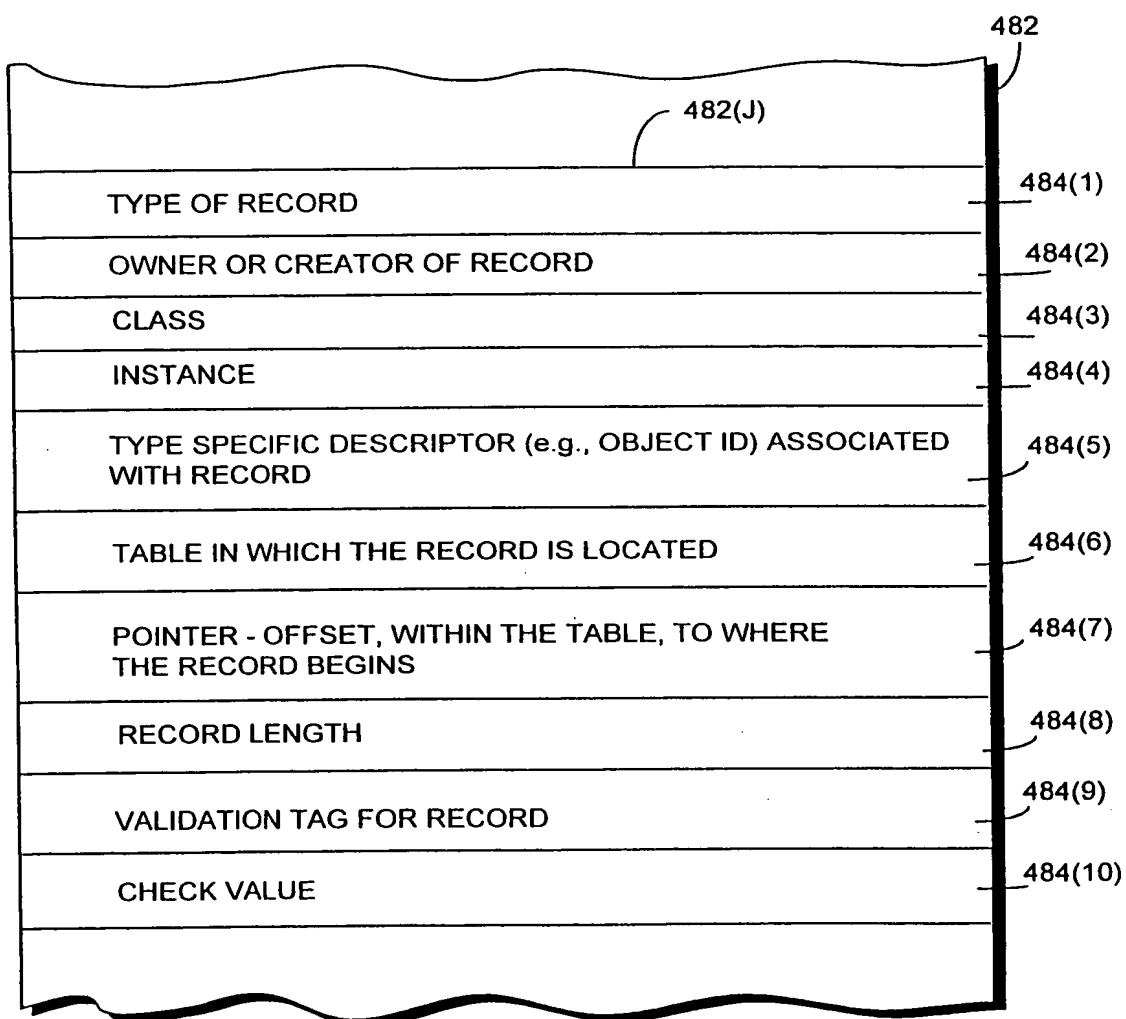 482
482(J)
TYPE OF RECORD
484(1)
OWNER OR CREATOR OF RECORD
484(2)
CLASS
484(3)
INSTANCE
484(4)
TYPE SPECIFIC DESCRIPTOR (e.g., OBJECT ID) ASSOCIATED
WITH RECORD
484(5)
TABLE IN WHICH THE RECORD IS LOCATED
484(6)
POINTER - OFFSET, WITHIN THE TABLE, TO WHERE
THE RECORD BEGINS
484(7)
RECORD LENGTH
484(8)
VALIDATION TAG FOR RECORD
484(9)
CHECK VALUE
484(10)